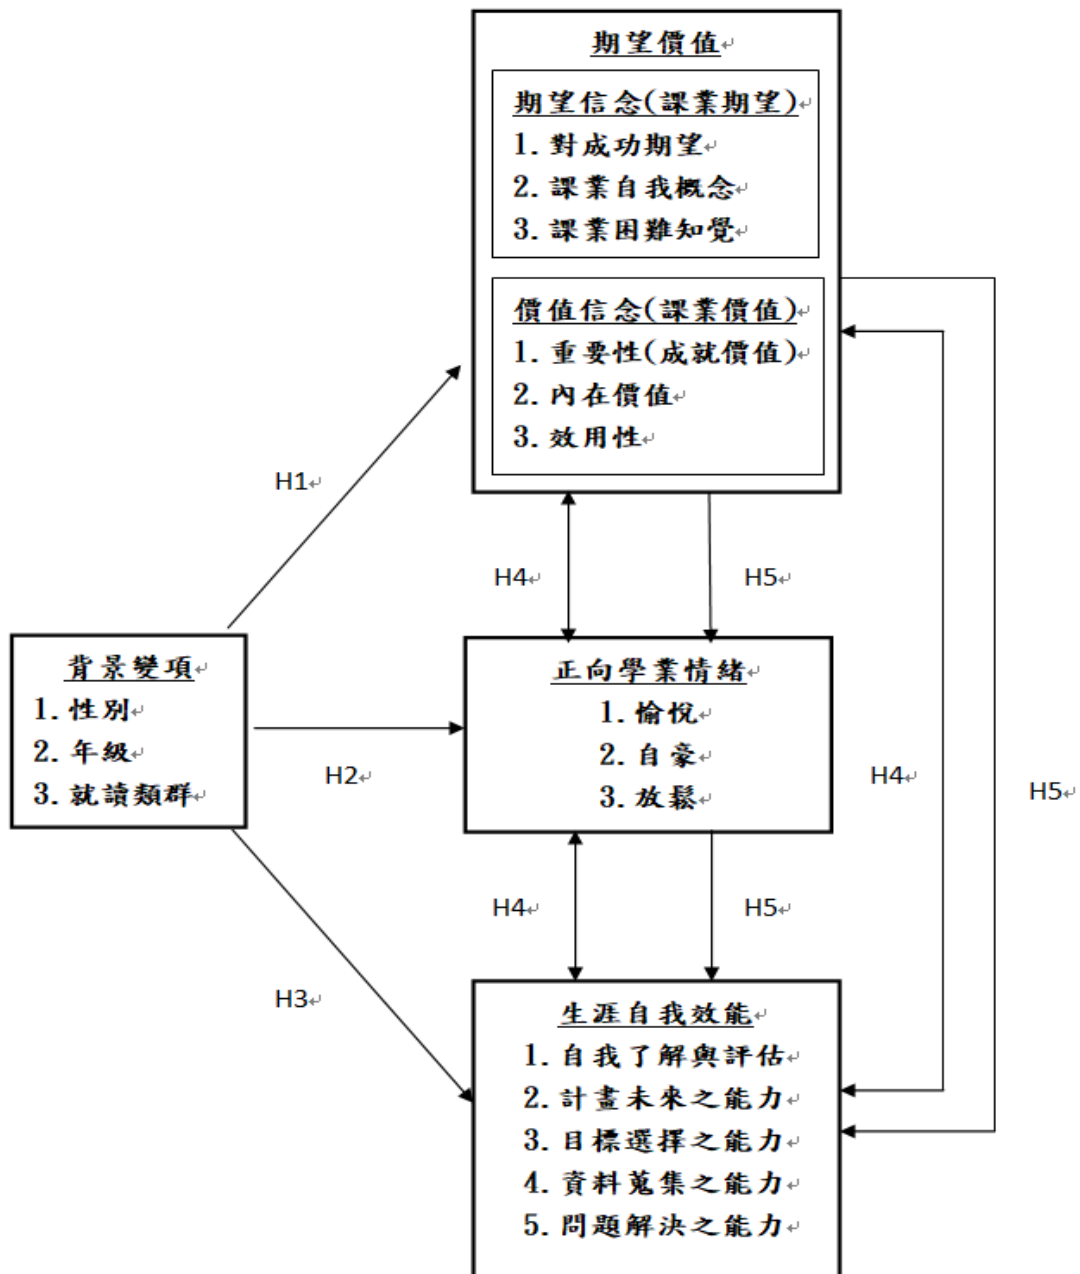 期望價值
期望信念(課業期望)
1. 對成功期望
2. 課業自我概念
3. 課業困難知覺
價值信念(課業價值)
1. 重要性(成就價值)
2. 內在價值
3. 效用性
H1
H4
H5
背景變項
1. 性別
2. 年級
3. 就讀類群
H2
正向學業情緒
1. 愉悅
2. 自豪
3. 放鬆
H4
H5
H4
H5
H3
生涯自我效能
1. 自我了解與評估
2. 計畫未來之能力
3. 目標選擇之能力
4. 資料蒐集之能力
5. 問題解決之能力